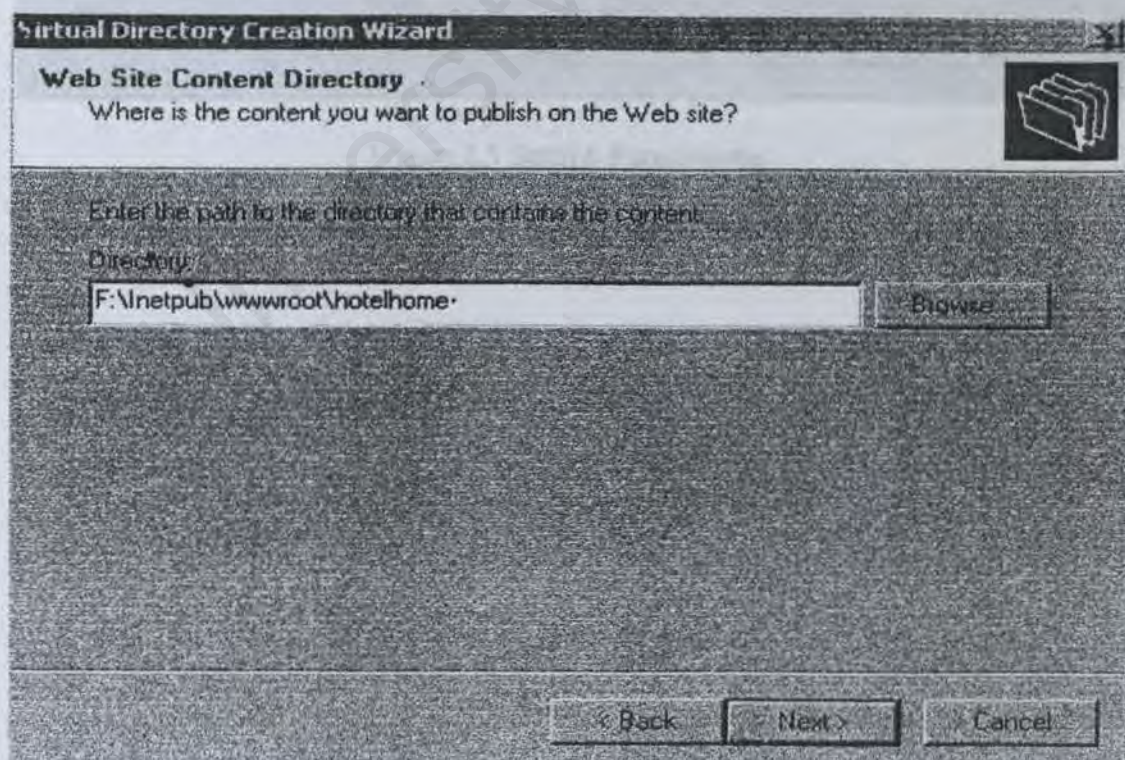 Virtual Directory Creation Wizard
Web Site Content Directory
Where is the content you want to publish on the Web site?
Enter the path to the directory that contains the content.
Directory:
F:\Inetpub\wwwroot\hotelhome
Browse...
< Back
Next >
Cancel